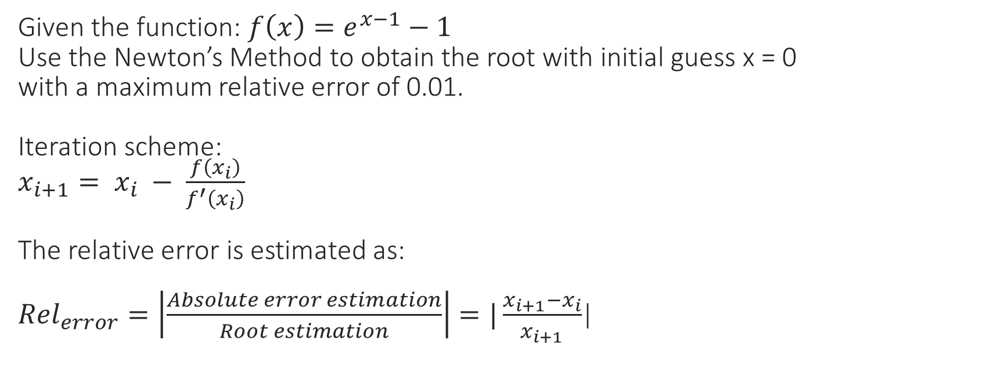 Given the function: f(x) = e^{x−1} − 1
Use the Newton’s Method to obtain the root with initial guess x = 0
with a maximum relative error of 0.01.
Iteration scheme:
x_{i+1} = x_i − \frac{f(x_i)}{f'(x_i)}
The relative error is estimated as:
Rel_{error} = |\frac{Absolute error estimation}{Root estimation}| = |\frac{x_{i+1}−x_i}{x_{i+1}}|